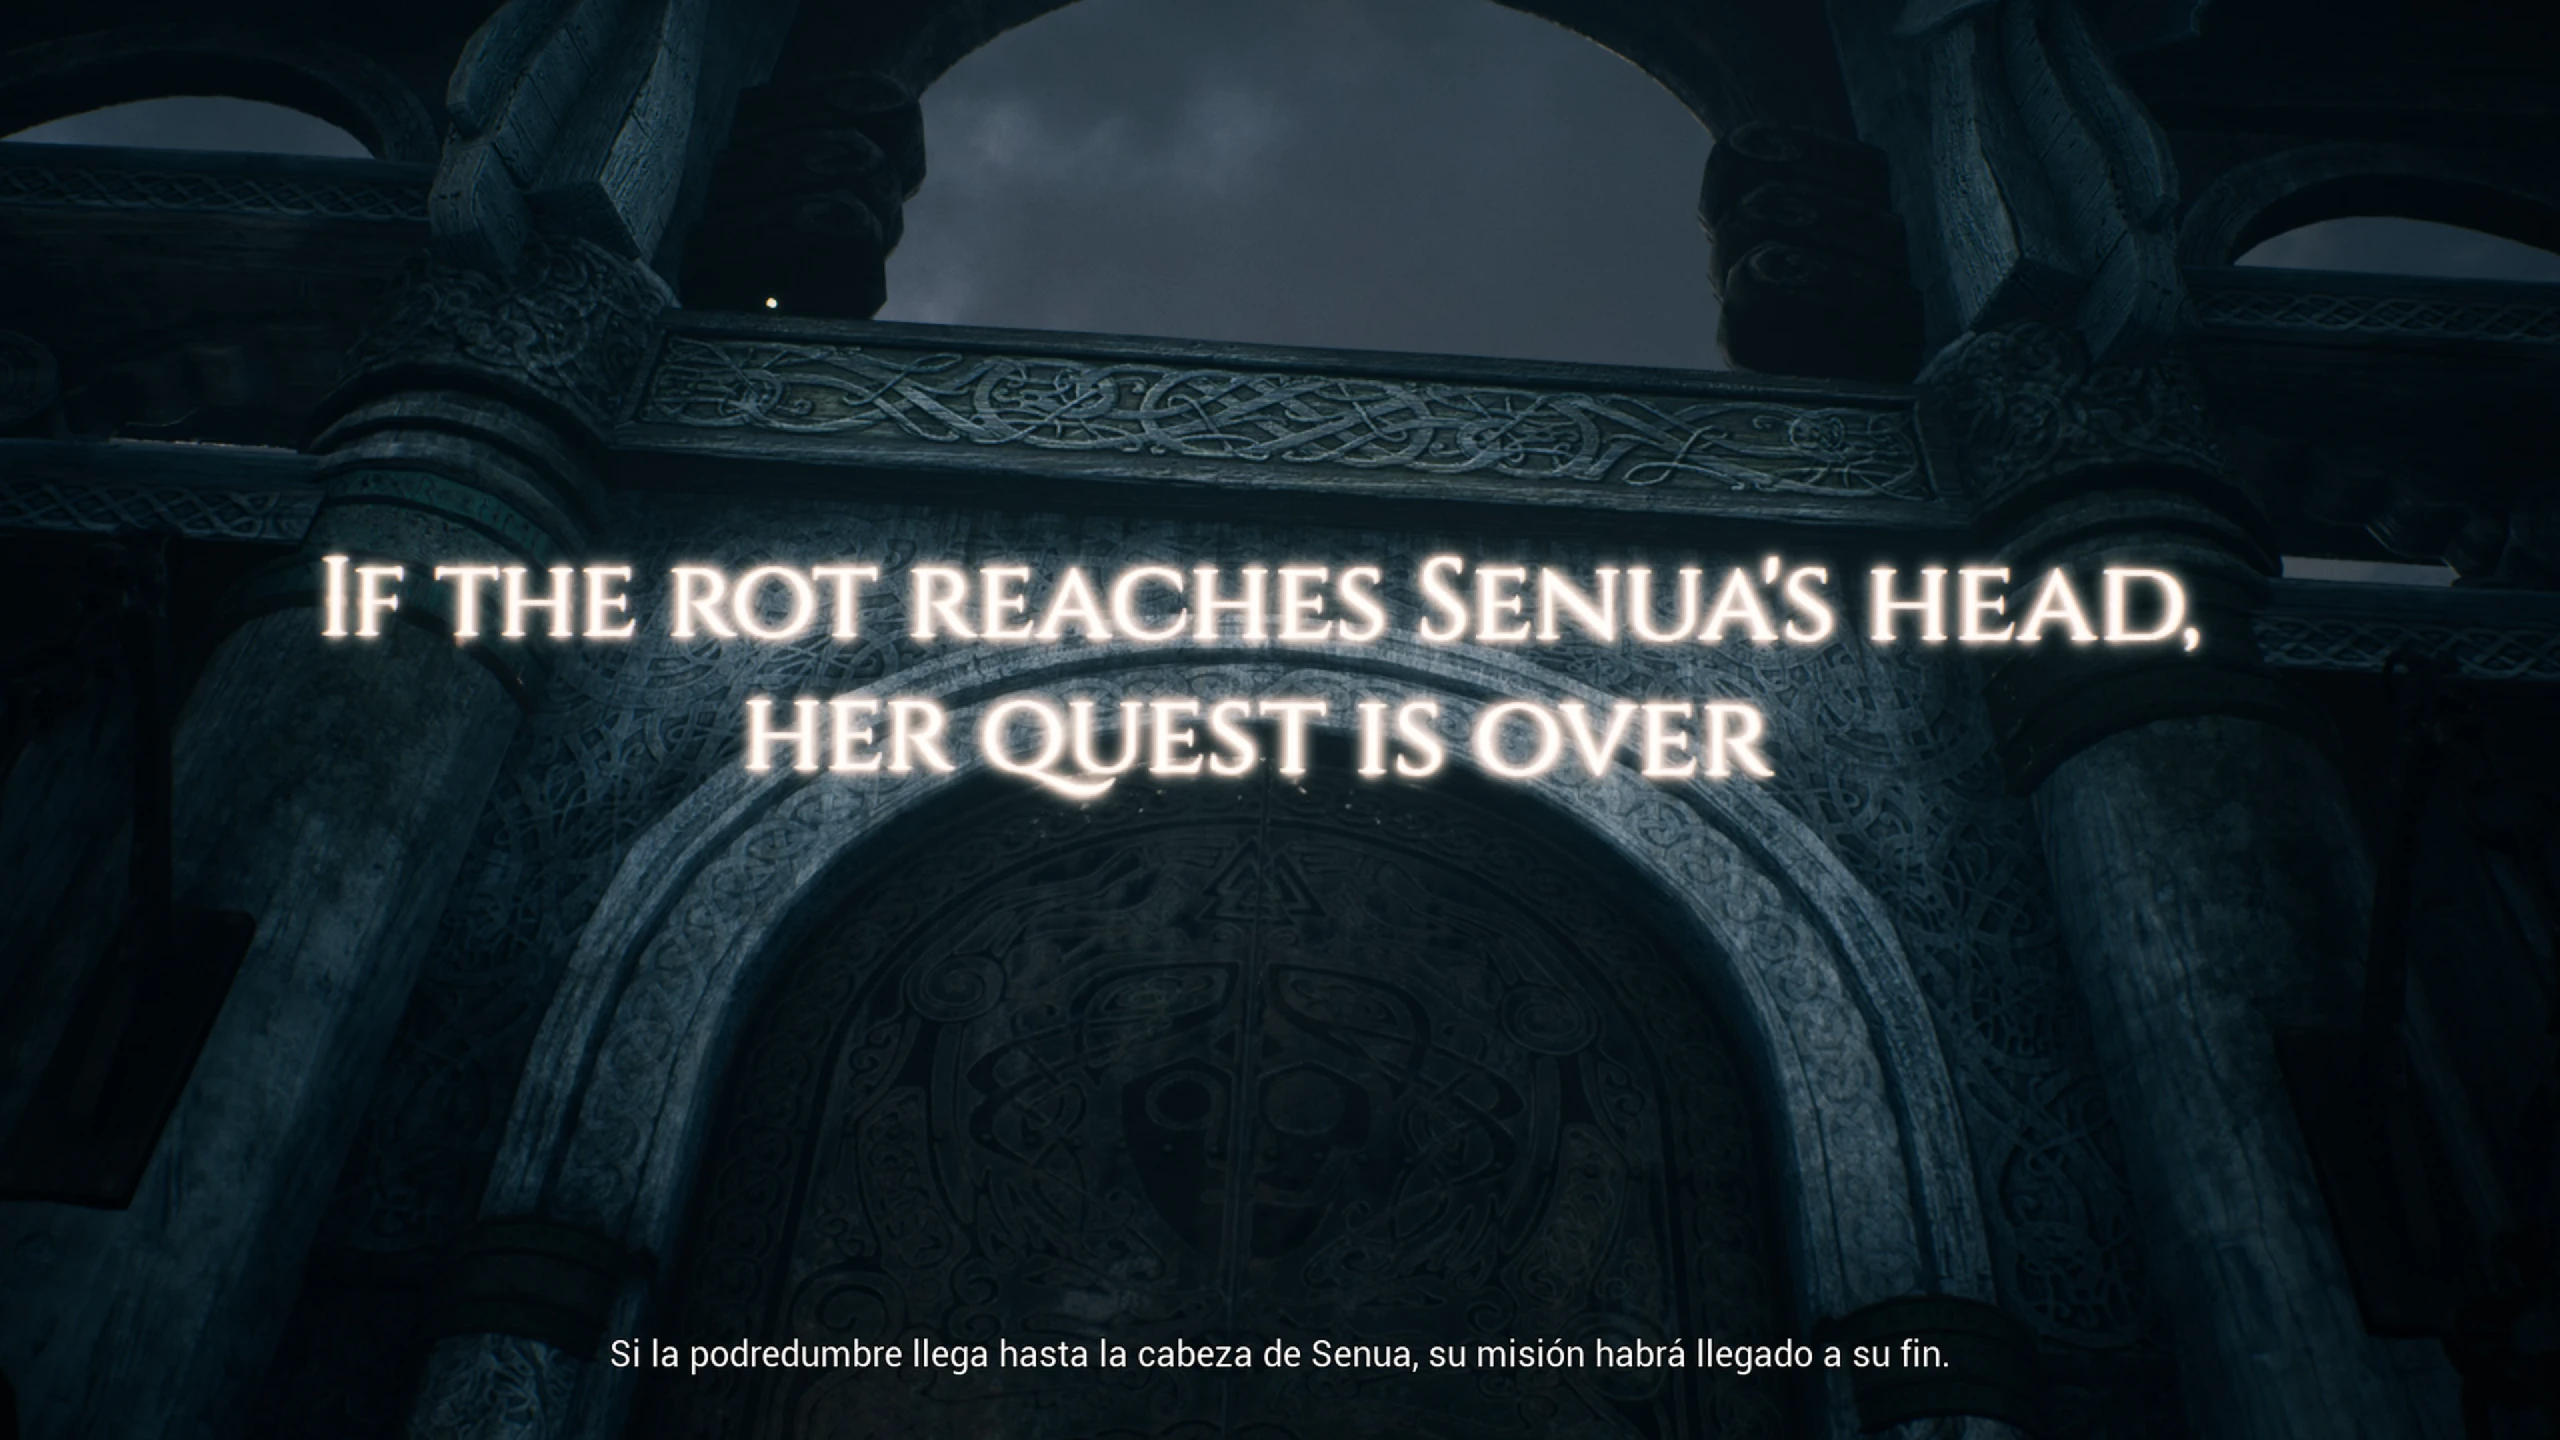 If the rot reaches Senua's head,
her quest is over
Si la podredumbre llega hasta la cabeza de Senua, su misión habrá llegado a su fin.